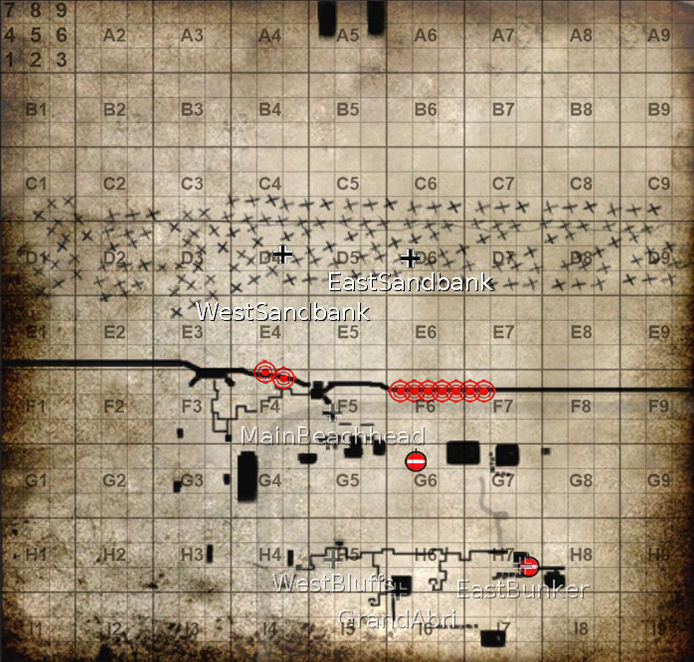 7 8 9
4 5 6 A2 A3 A4 A5 A6 A7 A8 A9
1 2 3
B1 B2 B3 B4 B5 B6 B7 B8 B9
C1 C2 C3 C4 C5 C6 C7 C8 C9
D1 D2 D3 D4 D5 D6 D7 D8 D9
EastSandbank
WestSandbank
E1 E2 E3 E4 E5 E6 E7 E8 E9
F1 F2 F3 F4 F5 F6 F7 F8 F9
MainBeachhead
G1 G2 G3 G4 G5 G6 G7 G8 G9
H1 H2 H3 H4 H5 H6 H7 H8 H9
WestBluffs EastBunker
GrandAbri
I1 I2 I3 I4 I5 I6 I7 I8 I9